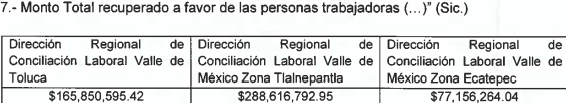 7.- Monto Total recuperado a favor de las personas trabajadoras (...)" (Sic.)
Dirección Regional de Conciliación Laboral Valle de Toluca
Dirección Regional de Conciliación Laboral Valle de México Zona Tlalnepantla
Dirección Regional de Conciliación Laboral Valle de México Zona Ecatepec
$165,850,595.42
$288,616,792.95
$77,156,264.04